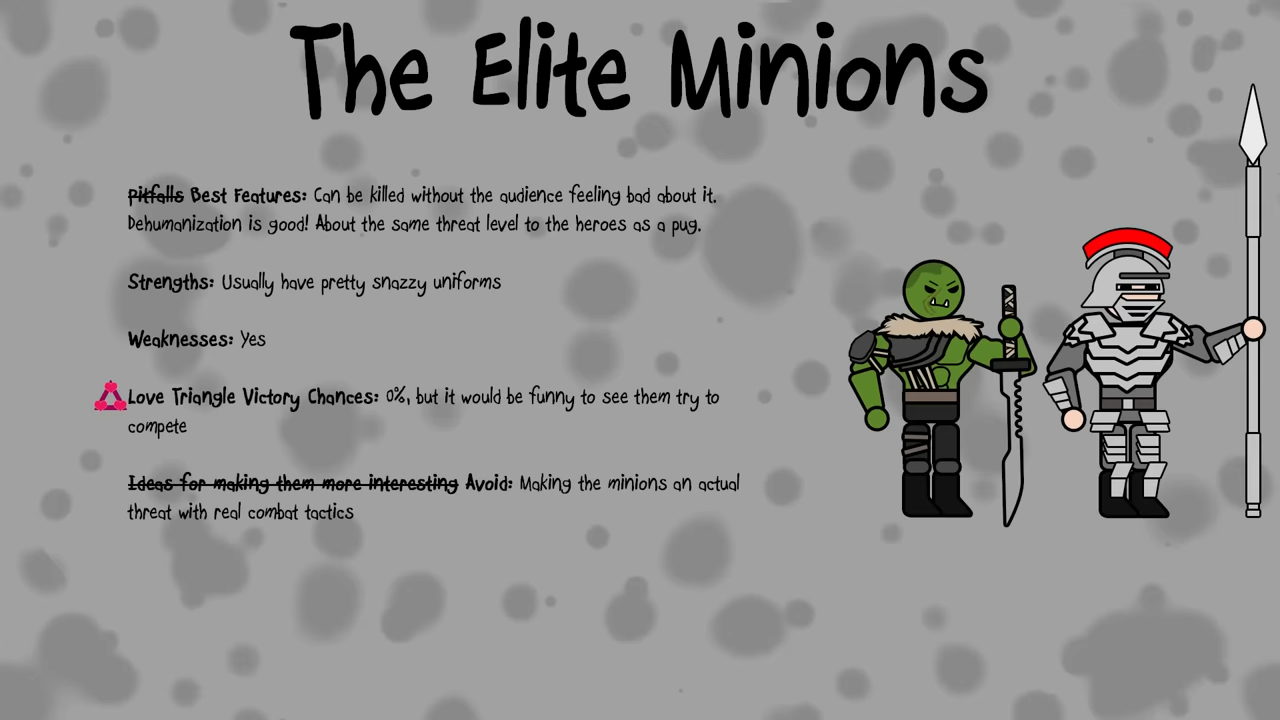 The Elite Minions
Pitfalls Best Features: Can be killed without the audience feeling bad about it.
Dehumanization is good! About the same threat level to the heroes as a pug.
Strengths: Usually have pretty snazzy uniforms
Weaknesses: Yes
Love Triangle Victory Chances: 0%, but it would be funny to see them try to
compete
Ideas for making them more interesting Avoid: Making the minions an actual
threat with real combat tactics